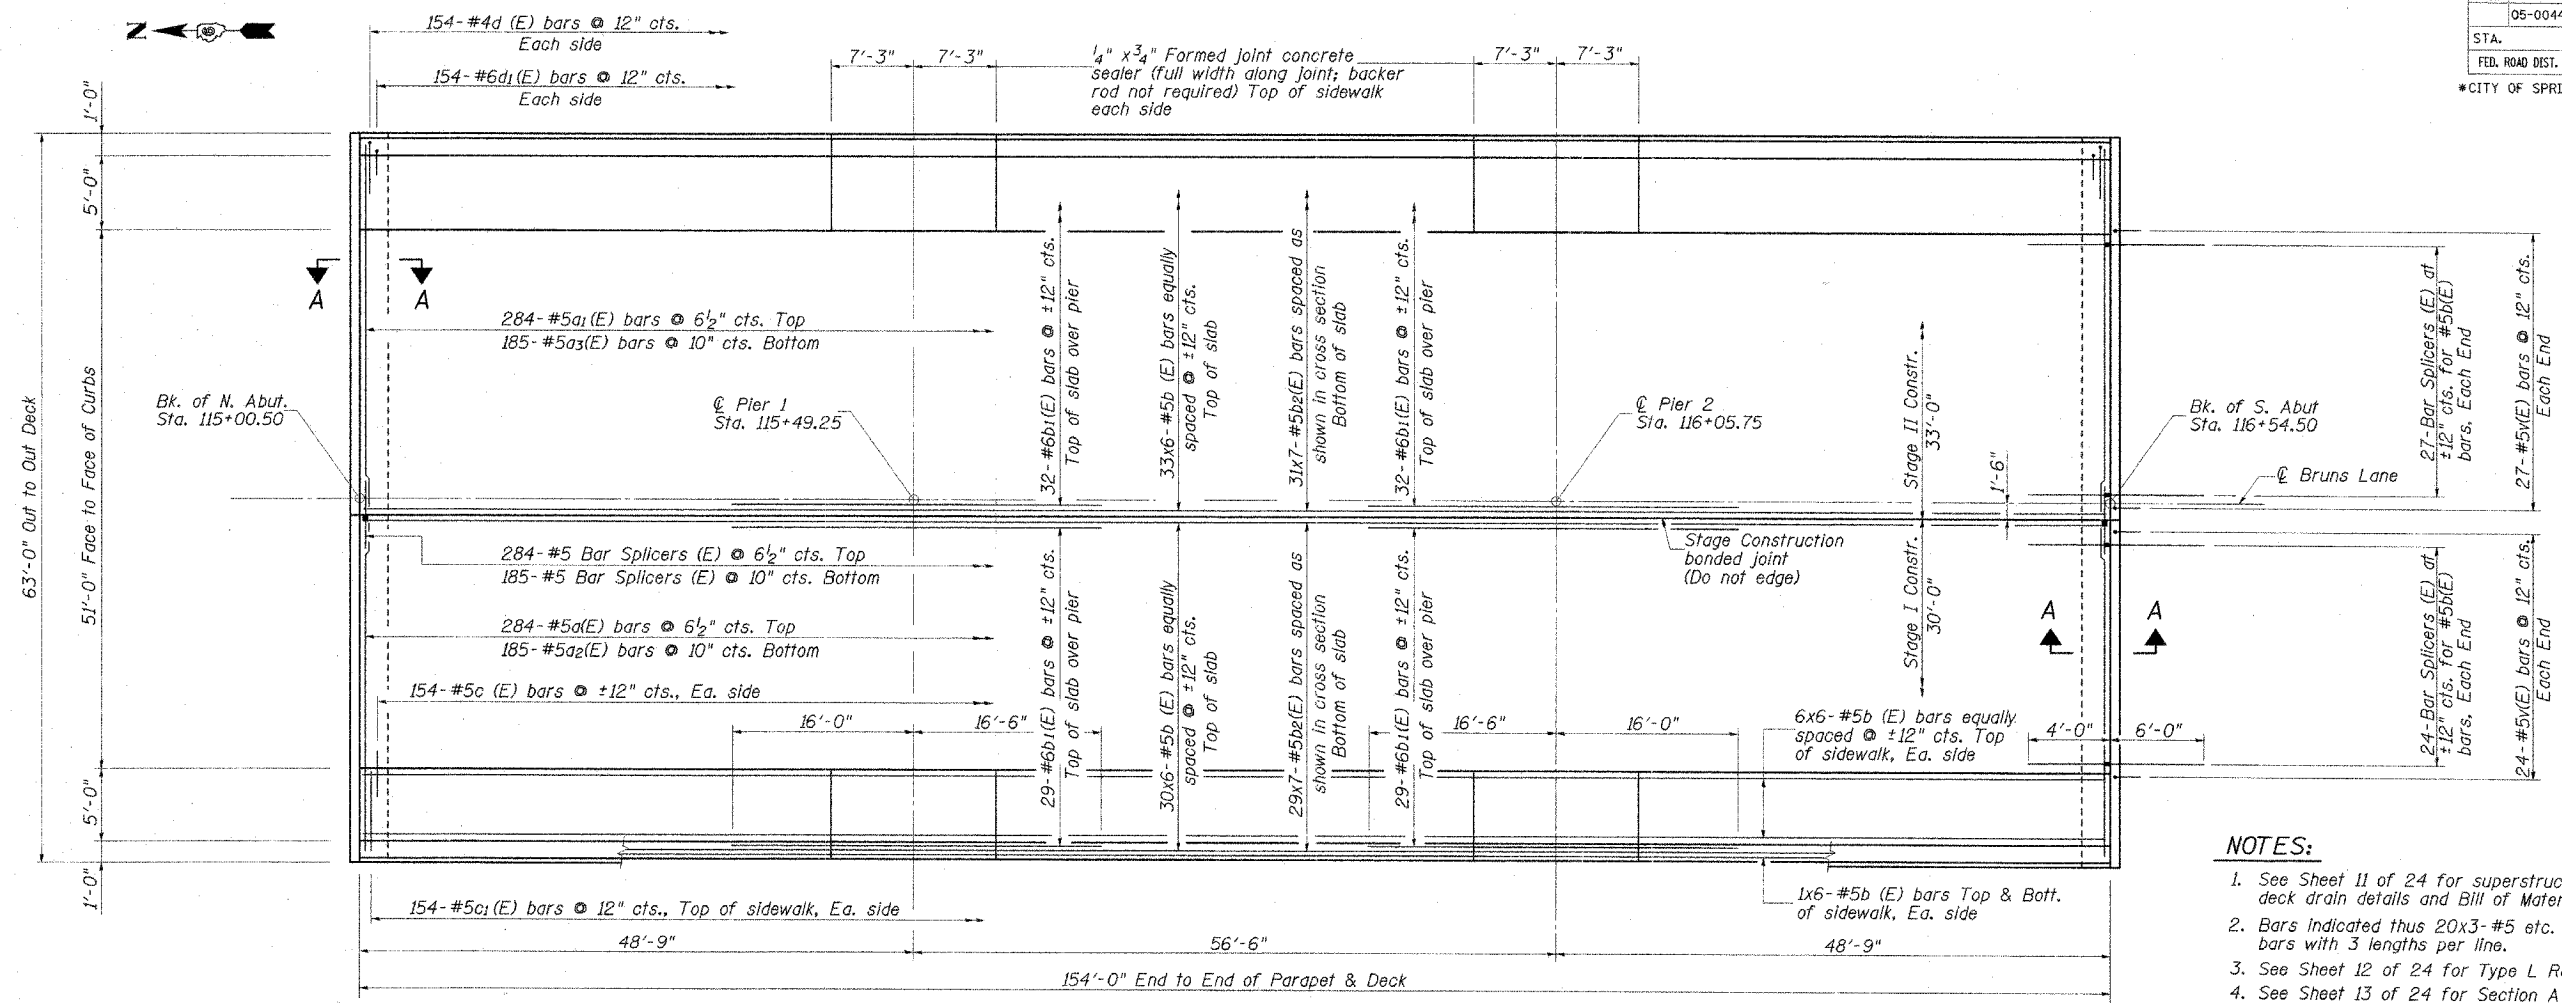 N
154-#4d (E) bars @ 12" cts.
Each side
154-#6d1(E) bars @ 12" cts.
Each side
7'-3"
7'-3"
1/4" x 3/4" Formed joint concrete
sealer (full width along joint; backer
rod not required) Top of sidewalk
each side
7'-3"
7'-3"
05-0044
STA.
FED. ROAD DIST.
*CITY OF SPRI
1'-0"
5'-0"
51'-0" Face to Face of Curbs
63'-0" Out to Out Deck
5'-0"
1'-0"
A
A
284-#5a1(E) bars @ 6 1/2" cts. Top
185-#5a3(E) bars @ 10" cts. Bottom
Bk. of N. Abut.
Sta. 115+00.50
℄ Pier 1
Sta. 115+49.25
32-#6b1(E) bars @ ±12" cts.
Top of slab over pier
33x6-#5b (E) bars equally
spaced @ ±12" cts.
Top of slab
31x7-#5b2(E) bars spaced as
shown in cross section
Bottom of slab
32-#6b1(E) bars @ ±12" cts.
Top of slab over pier
℄ Pier 2
Sta. 116+05.75
Stage II Constr.
33'-0"
1'-6"
Bk. of S. Abut
Sta. 116+54.50
℄ Bruns Lane
27-Bar Splicers (E) at
±12" cts. for #5b(E)
bars, Each End
27-#5v(E) bars @ 12" cts.
Each End
284-#5 Bar Splicers (E) @ 6 1/2" cts. Top
185-#5 Bar Splicers (E) @ 10" cts. Bottom
284-#5a(E) bars @ 6 1/2" cts. Top
185-#5a2(E) bars @ 10" cts. Bottom
154-#5c (E) bars @ ±12" cts., Ea. side
16'-0"
16'-6"
29-#6b1(E) bars @ ±12" cts.
Top of slab over pier
30x6-#5b (E) bars equally
spaced @ ±12" cts.
Top of slab
29x7-#5b2(E) bars spaced as
shown in cross section
Bottom of slab
29-#6b1(E) bars @ ±12" cts.
Top of slab over pier
16'-6"
16'-0"
Stage Construction
bonded joint
(Do not edge)
Stage I Constr.
30'-0"
A
A
6x6-#5b (E) bars equally
spaced @ ±12" cts. Top
of sidewalk, Ea. side
4'-0"
6'-0"
24-Bar Splicers (E) at
±12" cts. for #5b(E)
bars, Each End
24-#5v(E) bars @ 12" cts.
Each End
154-#5c1(E) bars @ 12" cts., Top of sidewalk, Ea. side
1x6-#5b (E) bars Top & Bott.
of sidewalk, Ea. side
48'-9"
56'-6"
48'-9"
154'-0" End to End of Parapet & Deck
NOTES:
1. See Sheet 11 of 24 for superstruc
deck drain details and Bill of Mater
2. Bars indicated thus 20x3-#5 etc.
bars with 3 lengths per line.
3. See Sheet 12 of 24 for Type L R
4. See Sheet 13 of 24 for Section A